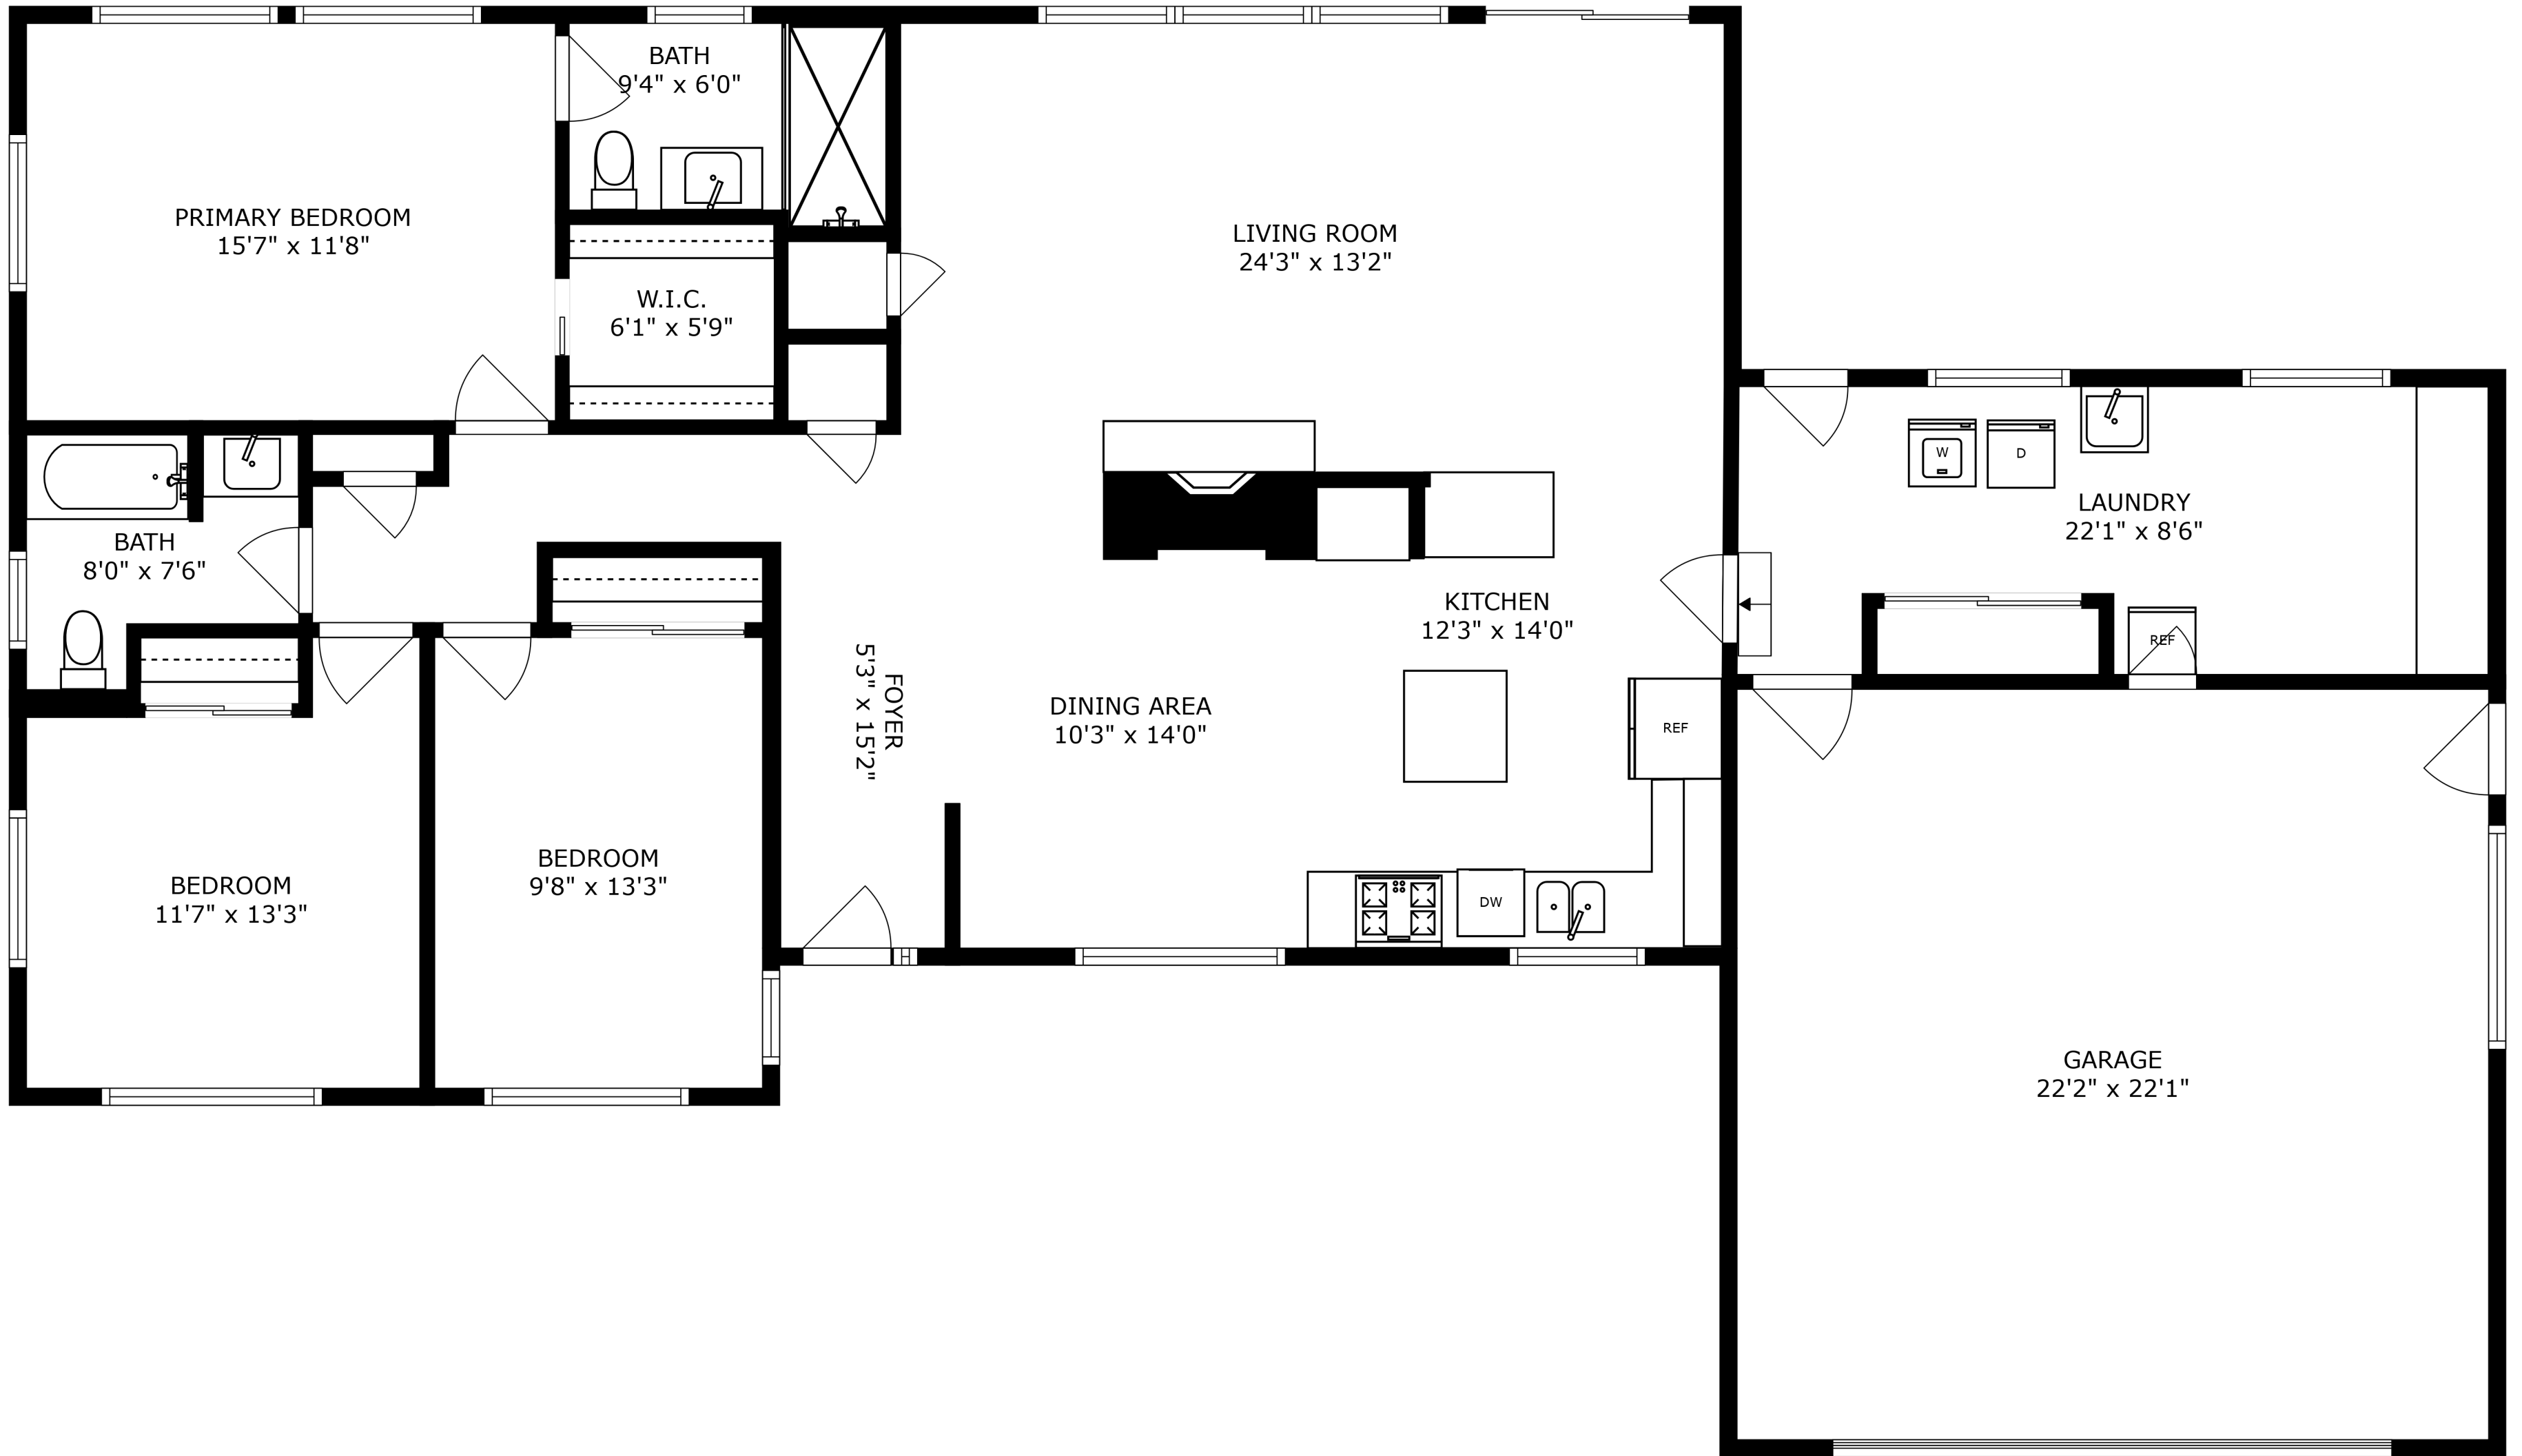 BATH
9'4" x 6'0"
PRIMARY BEDROOM
15'7" x 11'8"
W.I.C.
6'1" x 5'9"
LIVING ROOM
24'3" x 13'2"
W
D
LAUNDRY
22'1" x 8'6"
BATH
8'0" x 7'6"
KITCHEN
12'3" x 14'0"
REF
FOYER
5'3" x 15'2"
DINING AREA
10'3" x 14'0"
REF
BEDROOM
11'7" x 13'3"
BEDROOM
9'8" x 13'3"
DW
GARAGE
22'2" x 22'1"